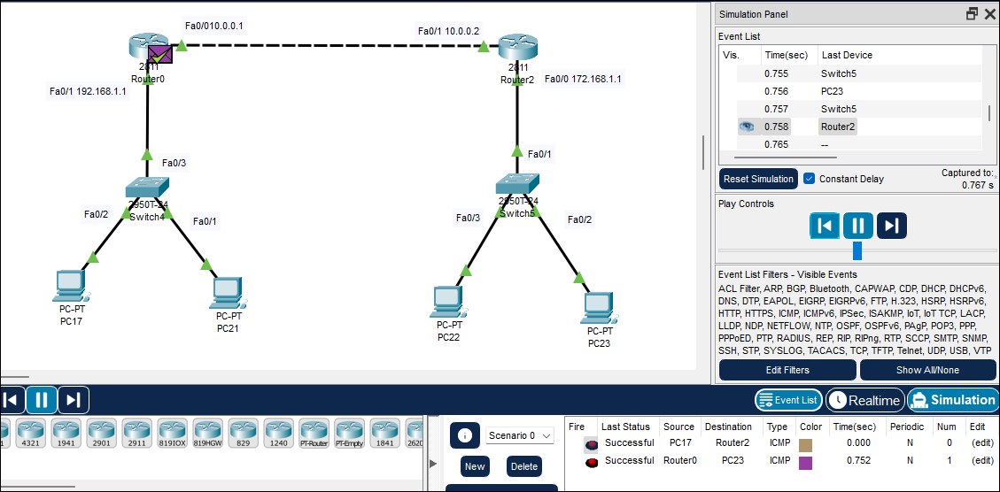 Fa0/010.0.0.1
Fa0/1 10.0.0.2
2811
Router0
2811
Router2
Fa0/1 192.168.1.1
Fa0/0 172.168.1.1
Fa0/3
Fa0/1
2950T-24
Switch4
2950T-24
Switch5
Fa0/2
Fa0/1
Fa0/3
Fa0/2
PC-PT
PC17
PC-PT
PC21
PC-PT
PC22
PC-PT
PC23
Simulation Panel
Event List
Vis. Time(sec) Last Device
0.755 Switch5
0.756 PC23
0.757 Switch5
0.758 Router2
0.765 --
Reset Simulation Constant Delay Captured to:
0.767 s
Play Controls
Event List Filters - Visible Events
ACL Filter, ARP, BGP, Bluetooth, CAPWAP, CDP, DHCP, DHCPv6,
DNS, DTP, EAPOL, EIGRP, EIGRPv6, FTP, H.323, HSRP, HSRPv6,
HTTP, HTTPS, ICMP, ICMPv6, IPSec, ISAKMP, IoT, IoT TCP, LACP,
LLDP, NDP, NETFLOW, NTP, OSPF, OSPFv6, PAgP, POP3, PPP,
PPPoED, PTP, RADIUS, REP, RIP, RIPng, RTP, SCCP, SMTP, SNMP,
SSH, STP, SYSLOG, TACACS, TCP, TFTP, Telnet, UDP, USB, VTP
Edit Filters Show All/None
Event List Realtime Simulation
1 4321 1941 2901 2911 819IOX 819HGW 829 1240 PT-Router PT-Empty 1841 2620
Scenario 0
New Delete
Fire Last Status Source Destination Type Color Time(sec) Periodic Num Edit
Successful PC17 Router2 ICMP 0.000 N 0 (edit)
Successful Router0 PC23 ICMP 0.752 N 1 (edit)